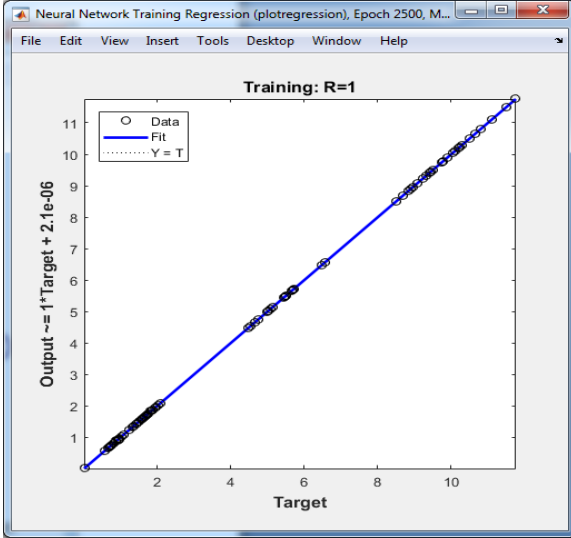 Neural Network Training Regression (plotregression), Epoch 2500, M...
File Edit View Insert Tools Desktop Window Help
Training: R=1
Data
Fit
Y = T
Output ~= 1*Target + 2.1e-06
11
10
9
8
7
6
5
4
3
2
1
2 4 6 8 10
Target